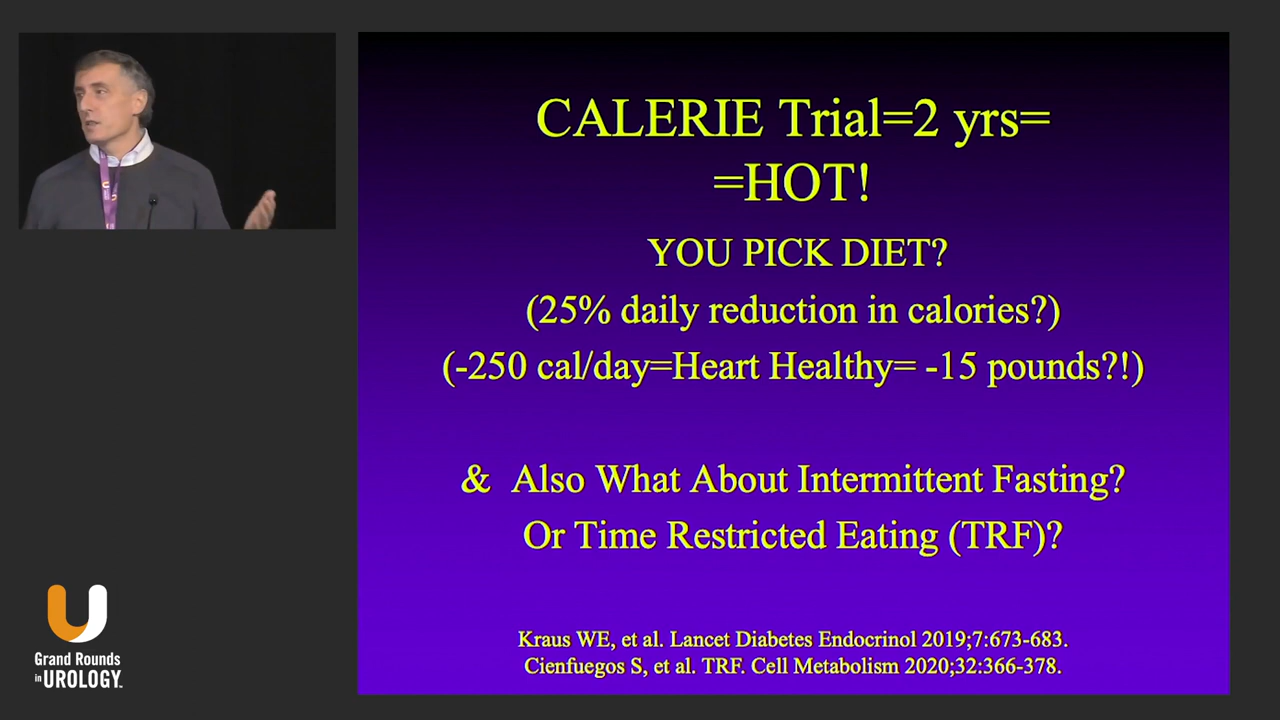 CALERIE Trial=2 yrs=
=HOT!
YOU PICK DIET?
(25% daily reduction in calories?)
(-250 cal/day=Heart Healthy= -15 pounds?!)
& Also What About Intermittent Fasting?
Or Time Restricted Eating (TRF)?
Kraus WE, et al. Lancet Diabetes Endocrinol 2019;7:673-683.
Cienfuegos S, et al. TRF. Cell Metabolism 2020;32:366-378.
Grand Rounds
in UROLOGY™